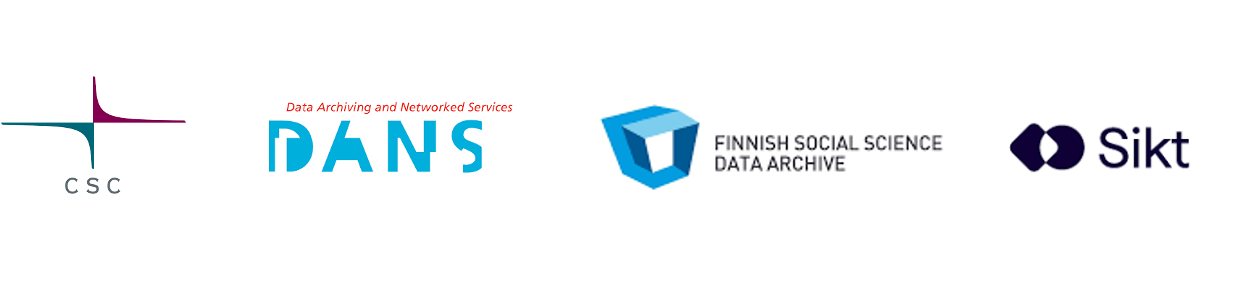 CSC
Data Archiving and Networked Services
DANS
FINNISH SOCIAL SCIENCE
DATA ARCHIVE
Sikt